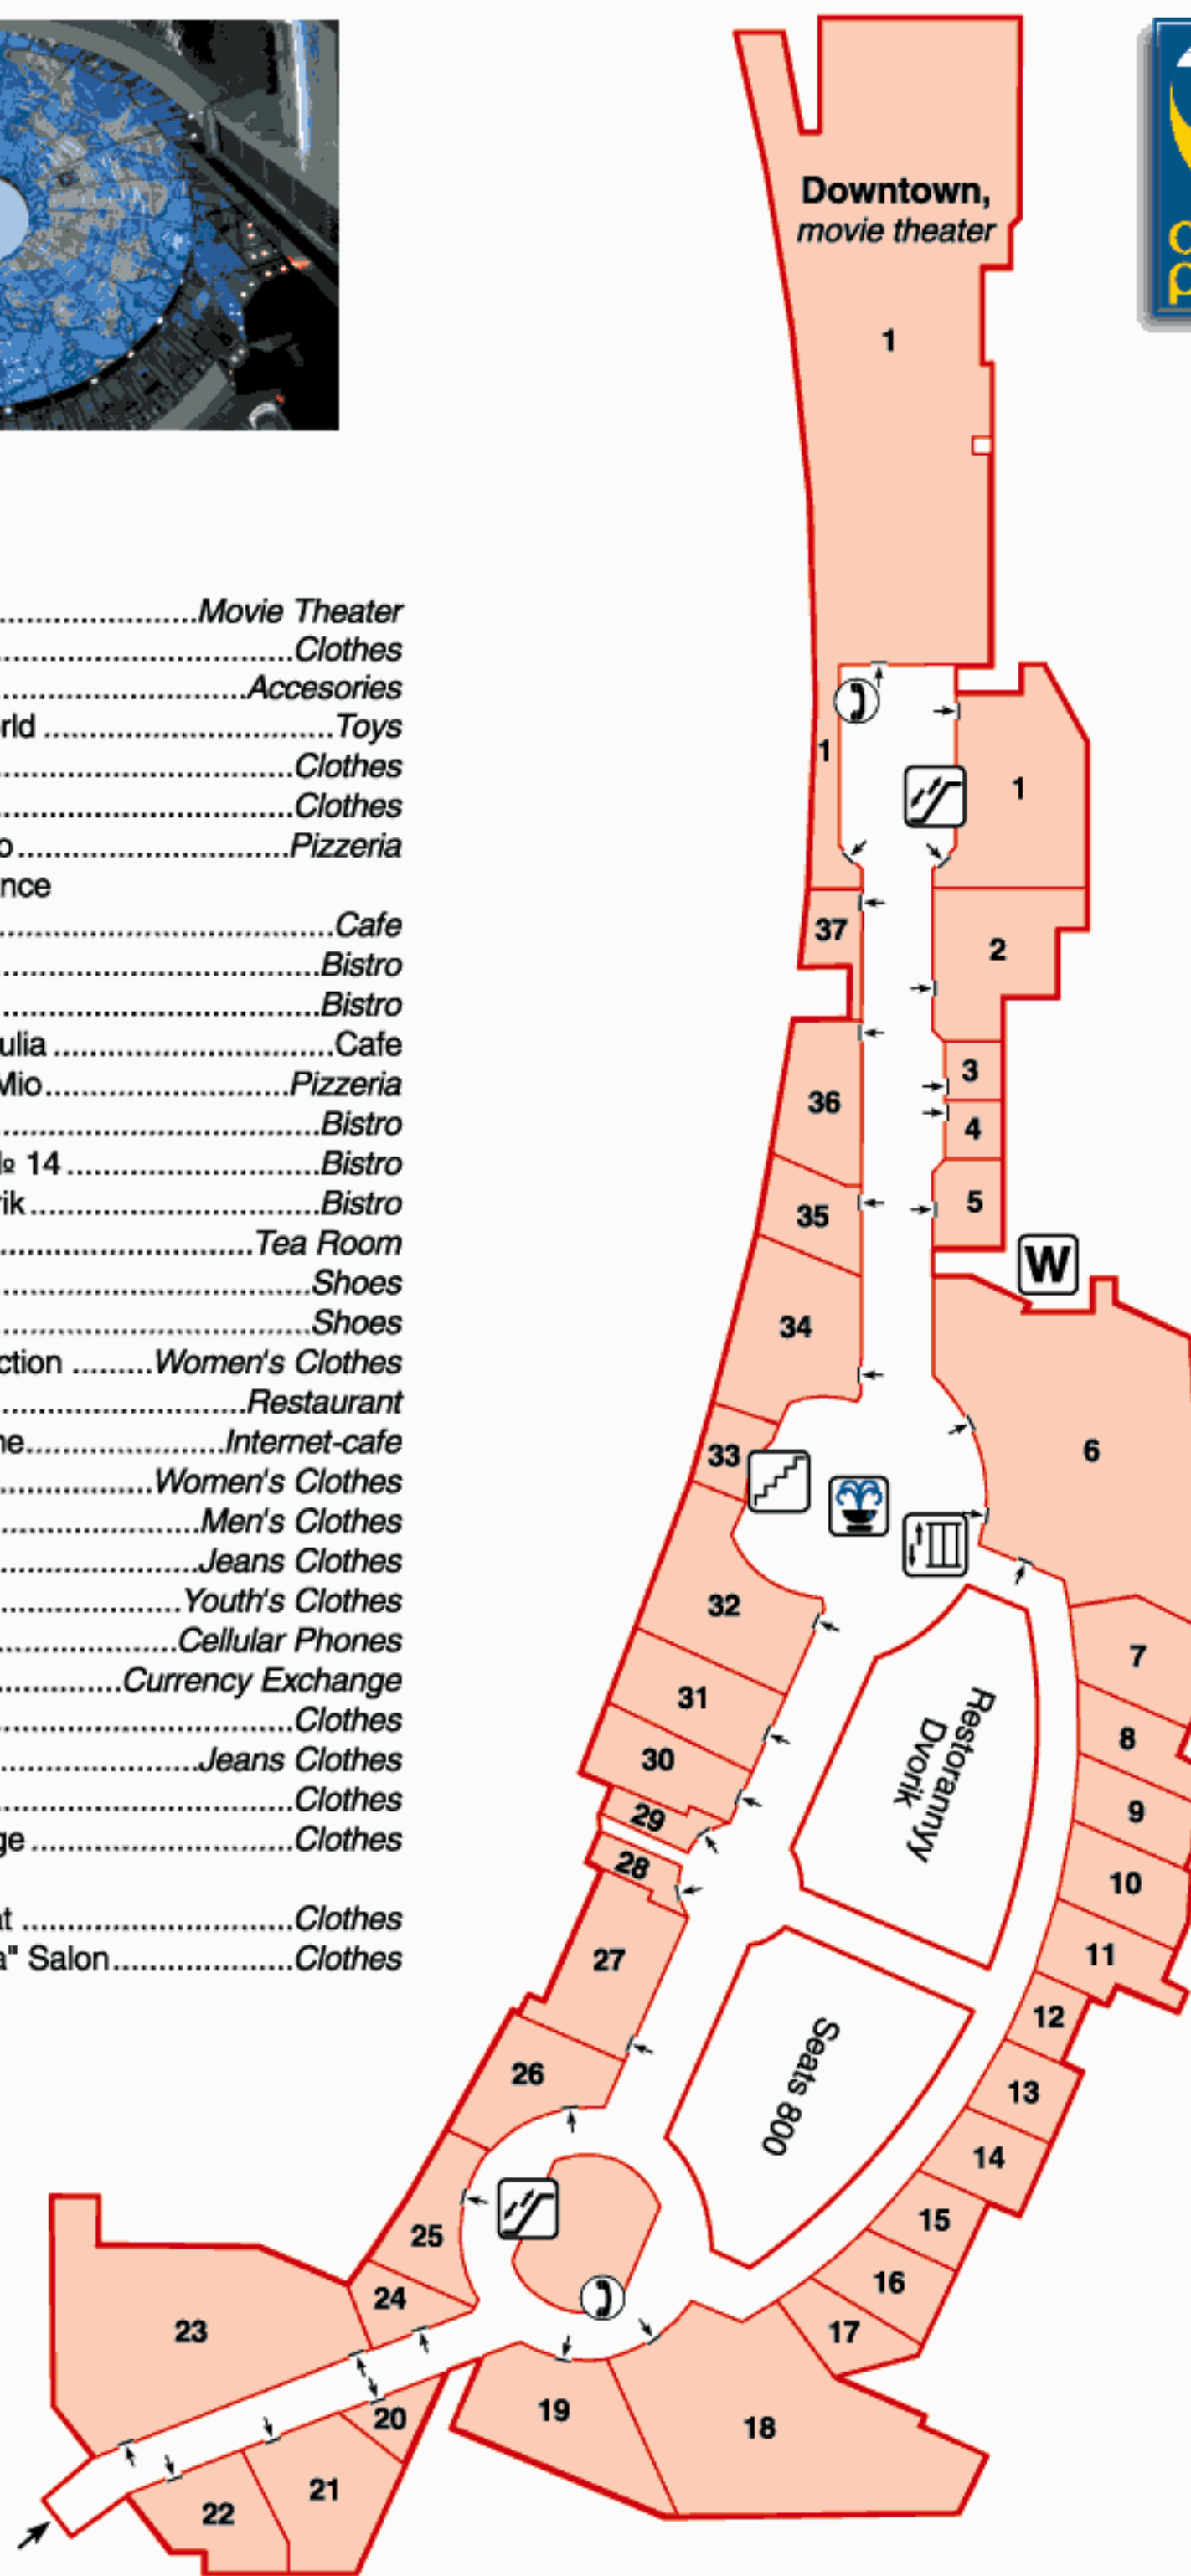 Downtown,
movie theater
1
......................Movie Theater
.................................Clothes
...........................Accesories
rld .................................Toys
.................................Clothes
.................................Clothes
o...............................Pizzeria
nce
.....................................Cafe
...................................Bistro
...................................Bistro
ulia ...............................Cafe
Mio............................Pizzeria
...................................Bistro
№ 14 ............................Bistro
rik................................Bistro
............................Tea Room
...................................Shoes
...................................Shoes
ction .........Women's Clothes
...........................Restaurant
ne......................Internet-cafe
.................Women's Clothes
......................Men's Clothes
......................Jeans Clothes
....................Youth's Clothes
...................Cellular Phones
..............Currency Exchange
.................................Clothes
......................Jeans Clothes
.................................Clothes
ge .............................Clothes
at ..............................Clothes
a" Salon....................Clothes
1
1
37
2
36
3
4
35
5
W
34
33
6
32
7
31
8
30
9
29
10
28
11
27
12
26
13
14
15
25
16
24
17
23
19
18
20
21
22
Restorannyy
Dvorik
Seats 800